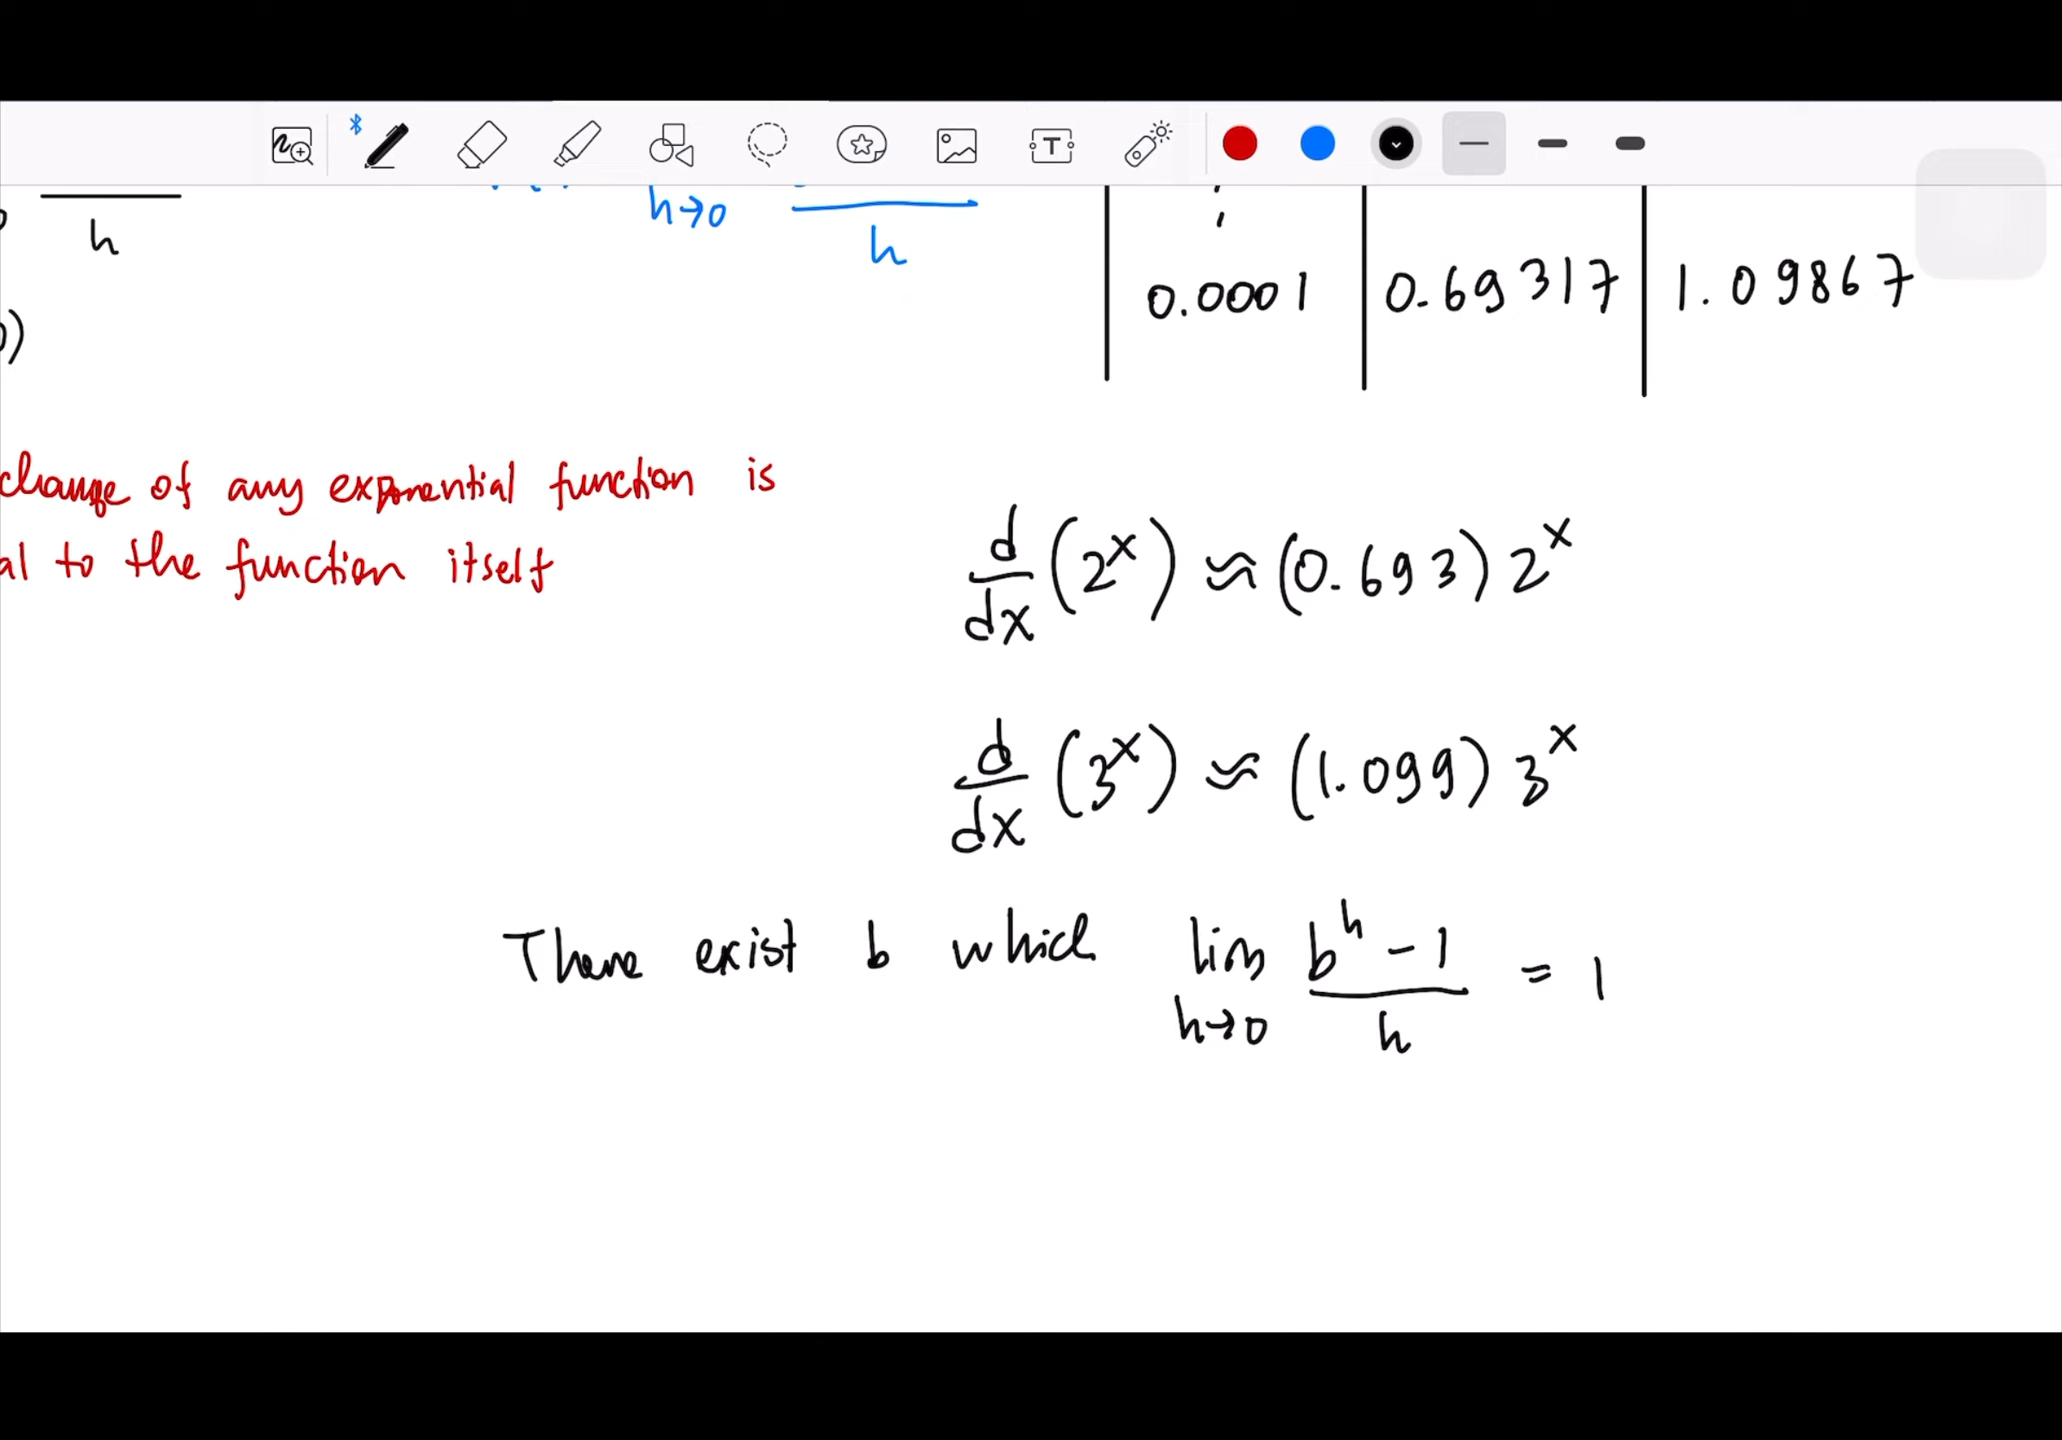 h
h→0
h
0.0001 0.69317 1.09867
change of any exponential function is
al to the function itself
d/dx (2^x) ≈ (0.693) 2^x
d/dx (3^x) ≈ (1.099) 3^x
There exist b which lim h→0 b^h - 1 / h = 1